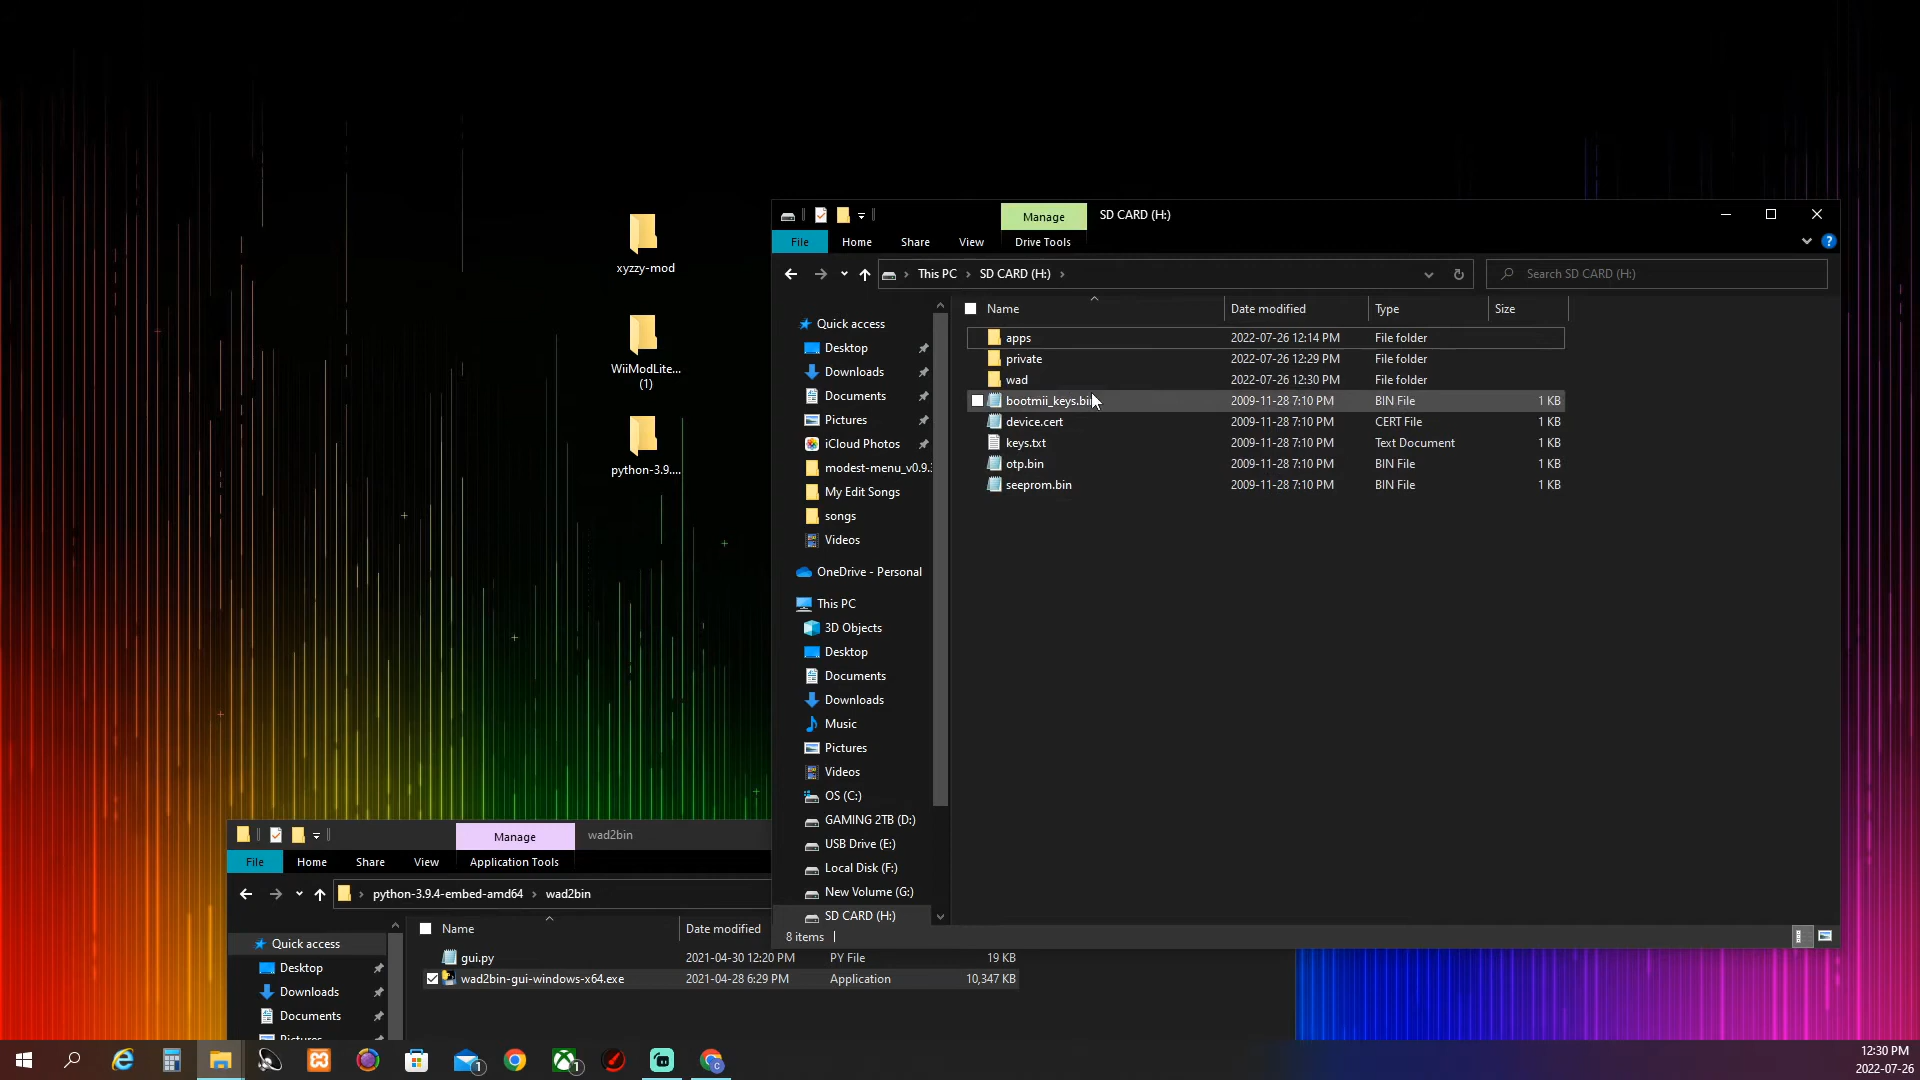 xyzzy-mod
WiiModLite...
(1)
python-3.9....
Manage
SD CARD (H:)
File
Home
Share
View
Drive Tools
This PC
SD CARD (H:)
Search SD CARD (H:)
Name
Date modified
Type
Size
Quick access
Desktop
Downloads
Documents
Pictures
iCloud Photos
modest-menu_v0.9.
My Edit Songs
songs
Videos
OneDrive - Personal
This PC
3D Objects
Desktop
Documents
Downloads
Music
Pictures
Videos
OS (C:)
GAMING 2TB (D:)
USB Drive (E:)
Local Disk (F:)
New Volume (G:)
SD CARD (H:)
apps 2022-07-26 12:14 PM File folder
private 2022-07-26 12:29 PM File folder
wad 2022-07-26 12:30 PM File folder
bootmii_keys.bin 2009-11-28 7:10 PM BIN File 1 KB
device.cert 2009-11-28 7:10 PM CERT File 1 KB
keys.txt 2009-11-28 7:10 PM Text Document 1 KB
otp.bin 2009-11-28 7:10 PM BIN File 1 KB
seeprom.bin 2009-11-28 7:10 PM BIN File 1 KB
8 items
Manage
wad2bin
File
Home
Share
View
Application Tools
python-3.9.4-embed-amd64
wad2bin
Name
Date modified
Quick access
Desktop
Downloads
Documents
Pictures
gui.py 2021-04-30 12:20 PM PY File 19 KB
wad2bin-gui-windows-x64.exe 2021-04-28 6:29 PM Application 10,347 KB
1
1
12:30 PM
2022-07-26